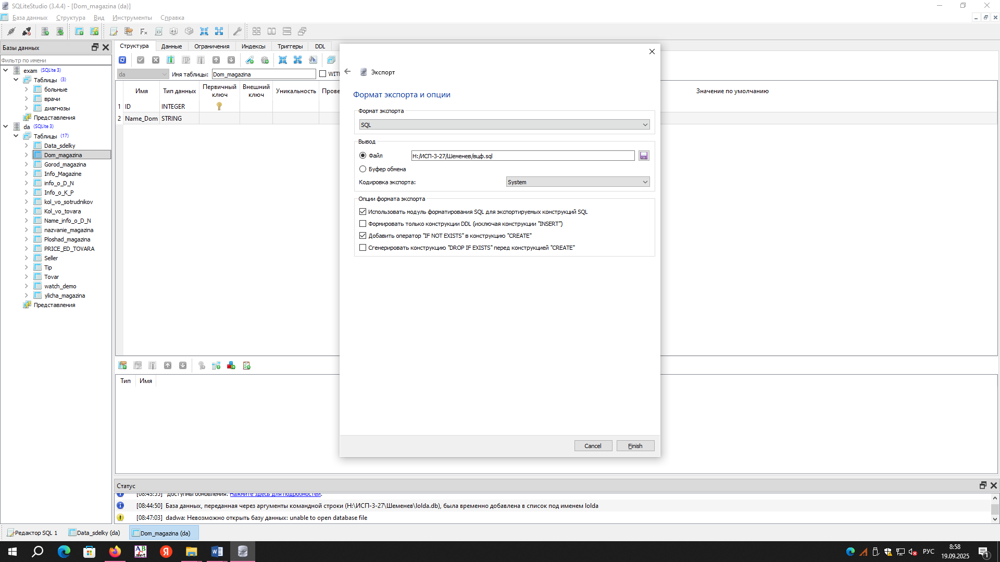 SQLiteStudio (3.4.4) - [Dom_magazina (da)]
База данных Структура Вид Инструменты Справка
Базы данных
Фильтр по имени
exam (SQLite 3)
Таблицы (3)
больные
врачи
диагнозы
Представления
da (SQLite 3)
Таблицы (17)
Data_sdelky
Dom_magazina
Gorod_magazina
Info_Magazine
info_o_D_N
Info_o_K_P
kol_vo_sotrudnikov
Kol_vo_tovara
Name_info_o_D_N
nazvanie_magazina
Ploshad_magazina
PRICE_ED_TOVARA
Seller
Tip
Tovar
watch_demo
ylicha_magazina
Представления
Структура Данные Ограничения Индексы Триггеры DDL
da Имя таблицы: Dom_magazina WITH
Имя Тип данных Первичный ключ Внешний ключ Уникальность Прове Значение по умолчанию
1 ID INTEGER
2 Name_Dom STRING
Тип Имя
Экспорт
Формат экспорта и опции
Формат экспорта
SQL
Вывод
Файл H:/ИСП-3-27/Шеменев/вцф.sql
Буфер обмена
Кодировка экспорта: System
Опции формата экспорта
Использовать модуль форматирования SQL для экспортируемых конструкций SQL
Формировать только конструкции DDL (исключая конструкции "INSERT")
Добавить оператор "IF NOT EXISTS" в конструкцию "CREATE"
Сгенерировать конструкцию "DROP IF EXISTS" перед конструкцией "CREATE"
Cancel Finish
Статус
[08:43:55] Доступны обновления. Нажмите здесь для подробностей.
[08:44:50] База данных, переданная через аргументы командной строки (H:\ИСП-3-27\Шеменев\lolda.db), была временно добавлена в список под именем lolda
[08:47:03] dadwa: Невозможно открыть базу данных: unable to open database file
Редактор SQL 1 Data_sdelky (da) Dom_magazina (da)
AB
C.net
Я
РУС
8:58
19.09.2025
1